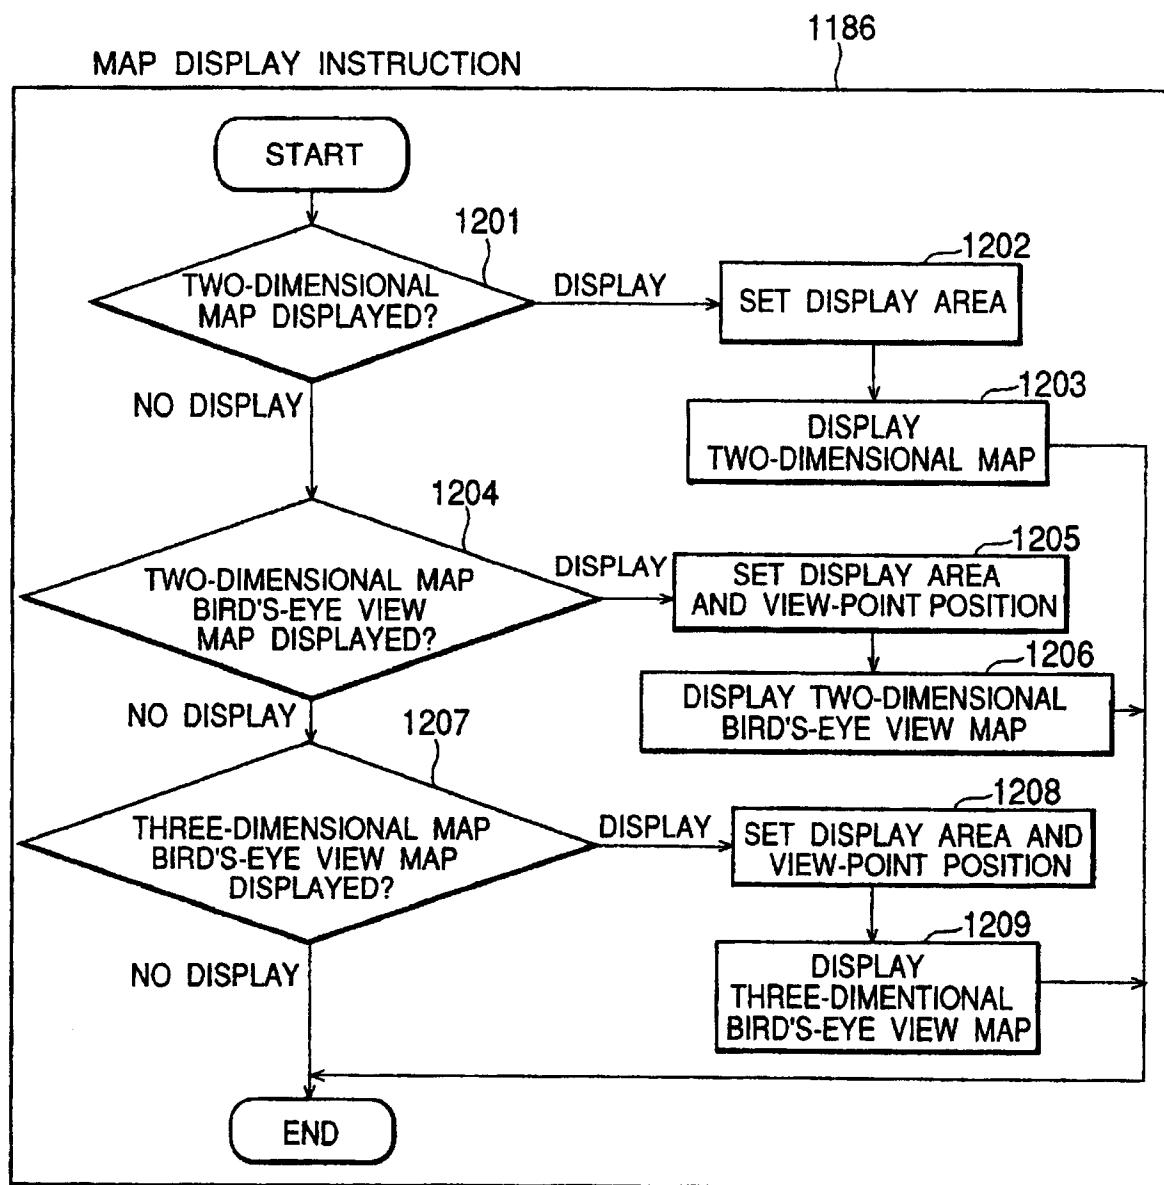 1186
MAP DISPLAY INSTRUCTION
START
1201
TWO-DIMENSIONAL
MAP DISPLAYED?
DISPLAY
1202
SET DISPLAY AREA
NO DISPLAY
1203
DISPLAY
TWO-DIMENSIONAL MAP
1204
TWO-DIMENSIONAL MAP
BIRD'S-EYE VIEW
MAP DISPLAYED?
DISPLAY
1205
SET DISPLAY AREA
AND VIEW-POINT POSITION
1206
DISPLAY TWO-DIMENSIONAL
BIRD'S-EYE VIEW MAP
NO DISPLAY
1207
THREE-DIMENSIONAL MAP
BIRD'S-EYE VIEW MAP
DISPLAYED?
DISPLAY
1208
SET DISPLAY AREA AND
VIEW-POINT POSITION
1209
DISPLAY
THREE-DIMENTIONAL
BIRD'S-EYE VIEW MAP
NO DISPLAY
END